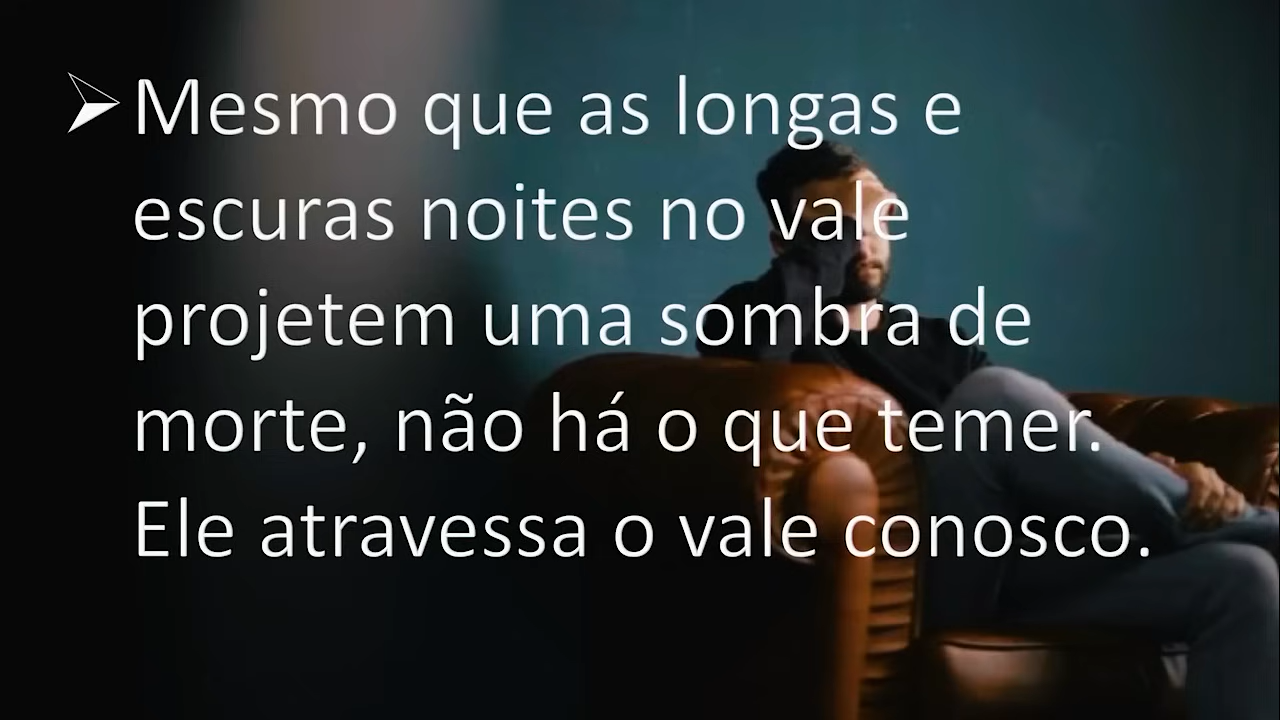 Mesmo que as longas e
escuras noites no vale
projetem uma sombra de
morte, não há o que temer.
Ele atravessa o vale conosco.